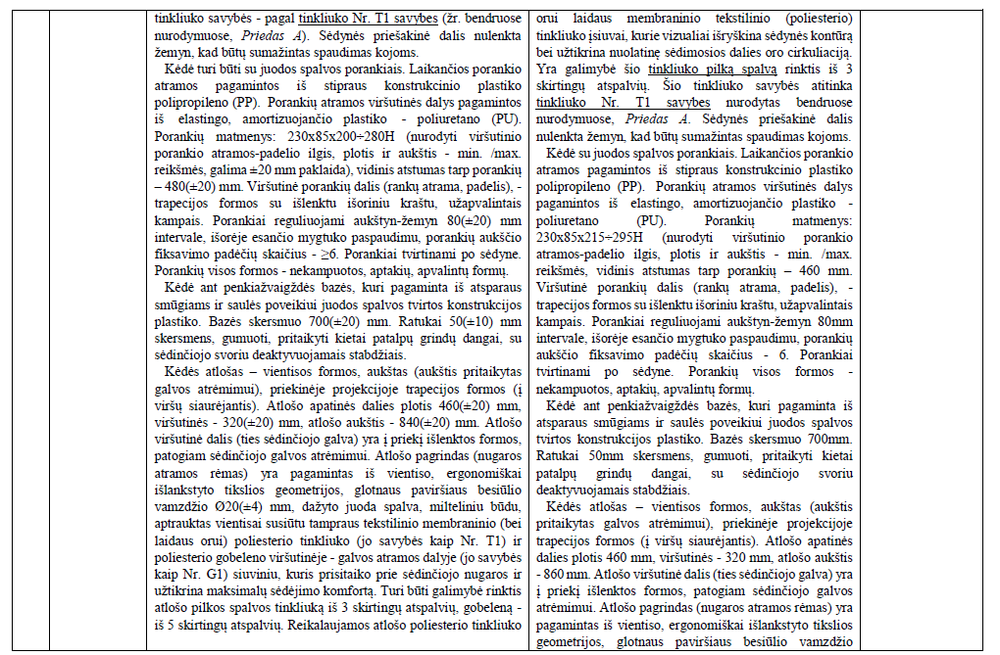 tinkliuko savybės - pagal tinkliuko Nr. T1 savybes (žr. bendruose
nurodymuose, Priedas A). Sėdynės priešakinė dalis nulenkta
žemyn, kad būtų sumažintas spaudimas kojoms.
Kėdė turi būti su juodos spalvos porankiais. Laikančios porankio
atramos pagamintos iš stipraus konstrukcinio plastiko
polipropileno (PP). Porankių atramos viršutinės dalys pagamintos
iš elastingo, amortizuojančio plastiko - poliuretano (PU).
Porankių matmenys: 230x85x200÷280H (nurodyti viršutinio
porankio atramos-padelio ilgis, plotis ir aukštis - min. /max.
reikšmės, galima ±20 mm paklaida), vidinis atstumas tarp porankių
– 480(±20) mm. Viršutinė porankių dalis (rankų atrama, padelis), -
trapecijos formos su išlenktu išoriniu kraštu, užapvalintais
kampais. Porankiai reguliuojami aukštyn-žemyn 80(±20) mm
intervale, išorėje esančio mygtuko paspaudimu, porankių aukščio
fiksavimo padėčių skaičius - ≥6. Porankiai tvirtinami po sėdyne.
Porankių visos formos - nekampuotos, aptakių, apvalintų formų.
Kėdė ant penkiažvaigždės bazės, kuri pagaminta iš atsparaus
smūgiams ir saulės poveikiui juodos spalvos tvirtos konstrukcijos
plastiko. Bazės skersmuo 700(±20) mm. Ratukai 50(±10) mm
skersmens, gumuoti, pritaikyti kietai patalpų grindų dangai, su
sėdinčiojo svoriu deaktyvuojamais stabdžiais.
Kėdės atlošas – vientisos formos, aukštas (aukštis pritaikytas
galvos atrėmimui), priekinėje projekcijoje trapecijos formos (į
viršų siaurėjantis). Atlošo apatinės dalies plotis 460(±20) mm,
viršutinės - 320(±20) mm, atlošo aukštis - 840(±20) mm. Atlošo
viršutinė dalis (ties sėdinčiojo galva) yra į priekį išlenktos formos,
patogiam sėdinčiojo galvos atrėmimui. Atlošo pagrindas (nugaros
atramos rėmas) yra pagamintas iš vientiso, ergonomiškai
išlankstyto tikslios geometrijos, glotnaus paviršiaus besiūlio
vamzdžio Ø20(±4) mm, dažyto juoda spalva, milteliniu būdu,
aptrauktas vientisai susiūtu tampraus tekstilinio membraninio (bei
laidaus orui) poliesterio tinkliuko (jo savybės kaip Nr. T1) ir
poliesterio gobeleno viršutinėje - galvos atramos dalyje (jo savybės
kaip Nr. G1) siuviniu, kuris prisitaiko prie sėdinčiojo nugaros ir
užtikrina maksimalų sėdėjimo komfortą. Turi būti galimybė rinktis
atlošo pilkos spalvos tinkliuką iš 3 skirtingų atspalvių, gobeleną -
iš 5 skirtingų atspalvių. Reikalaujamos atlošo poliesterio tinkliuko
orui laidaus membraninio tekstilinio (poliesterio)
tinkliuko įsiuvai, kurie vizualiai išryškina sėdynės kontūrą
bei užtikrina nuolatinę sėdimosios dalies oro cirkuliaciją.
Yra galimybė šio tinkliuko pilką spalvą rinktis iš 3
skirtingų atspalvių. Šio tinkliuko savybės atitinka
tinkliuko Nr. T1 savybes nurodytas bendruose
nurodymuose, Priedas A. Sėdynės priešakinė dalis
nulenkta žemyn, kad būtų sumažintas spaudimas kojoms.
Kėdė su juodos spalvos porankiais. Laikančios porankio
atramos pagamintos iš stipraus konstrukcinio plastiko
polipropileno (PP). Porankių atramos viršutinės dalys
pagamintos iš elastingo, amortizuojančio plastiko -
poliuretano (PU). Porankių matmenys:
230x85x215÷295H (nurodyti viršutinio porankio
atramos-padelio ilgis, plotis ir aukštis - min. /max.
reikšmės, vidinis atstumas tarp porankių – 460 mm.
Viršutinė porankių dalis (rankų atrama, padelis), -
trapecijos formos su išlenktu išoriniu kraštu, užapvalintais
kampais. Porankiai reguliuojami aukštyn-žemyn 80mm
intervale, išorėje esančio mygtuko paspaudimu, porankių
aukščio fiksavimo padėčių skaičius - 6. Porankiai
tvirtinami po sėdyne. Porankių visos formos -
nekampuotos, aptakių, apvalintų formų.
Kėdė ant penkiažvaigždės bazės, kuri pagaminta iš
atsparaus smūgiams ir saulės poveikiui juodos spalvos
tvirtos konstrukcijos plastiko. Bazės skersmuo 700mm.
Ratukai 50mm skersmens, gumuoti, pritaikyti kietai
patalpų grindų dangai, su sėdinčiojo svoriu
deaktyvuojamais stabdžiais.
Kėdės atlošas – vientisos formos, aukštas (aukštis
pritaikytas galvos atrėmimui), priekinėje projekcijoje
trapecijos formos (į viršų siaurėjantis). Atlošo apatinės
dalies plotis 460 mm, viršutinės - 320 mm, atlošo aukštis
- 860 mm. Atlošo viršutinė dalis (ties sėdinčiojo galva) yra
į priekį išlenktos formos, patogiam sėdinčiojo galvos
atrėmimui. Atlošo pagrindas (nugaros atramos rėmas) yra
pagamintas iš vientiso, ergonomiškai išlankstyto tikslios
geometrijos, glotnaus paviršiaus besiūlio vamzdžio